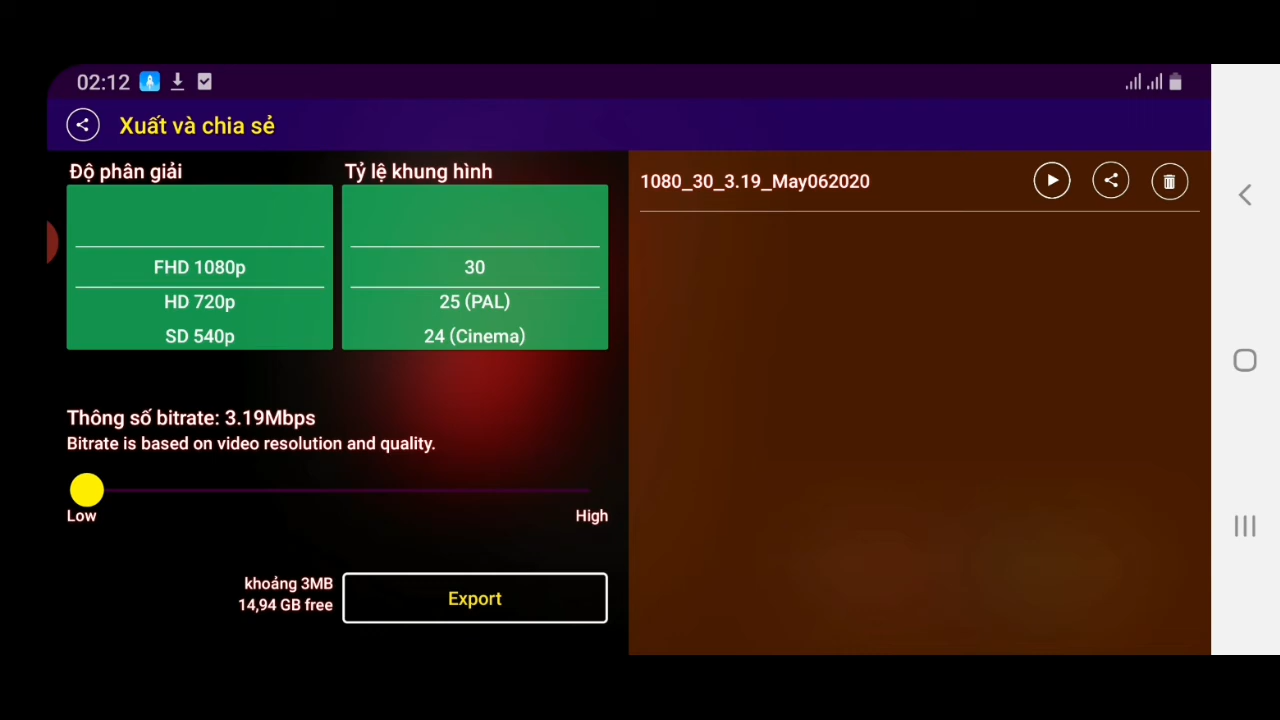 02:12
Xuất và chia sẻ
Độ phân giải
Tỷ lệ khung hình
FHD 1080p
HD 720p
SD 540p
30
25 (PAL)
24 (Cinema)
Thông số bitrate: 3.19Mbps
Bitrate is based on video resolution and quality.
Low
High
khoảng 3MB
14,94 GB free
Export
1080_30_3.19_May062020